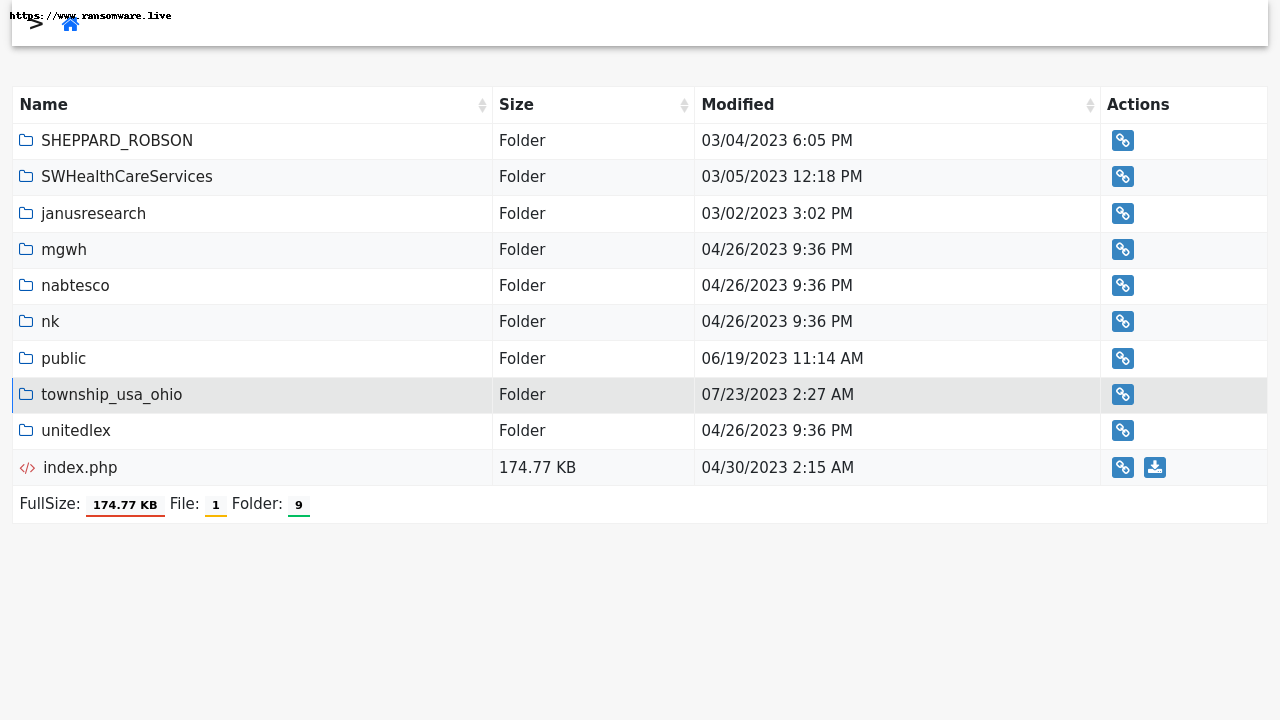 https://www.ransomware.live
>
Name Size Modified Actions
SHEPPARD_ROBSON Folder 03/04/2023 6:05 PM
SWHealthCareServices Folder 03/05/2023 12:18 PM
janusresearch Folder 03/02/2023 3:02 PM
mgwh Folder 04/26/2023 9:36 PM
nabtesco Folder 04/26/2023 9:36 PM
nk Folder 04/26/2023 9:36 PM
public Folder 06/19/2023 11:14 AM
township_usa_ohio Folder 07/23/2023 2:27 AM
unitedlex Folder 04/26/2023 9:36 PM
</> index.php 174.77 KB 04/30/2023 2:15 AM
FullSize: 174.77 KB File: 1 Folder: 9